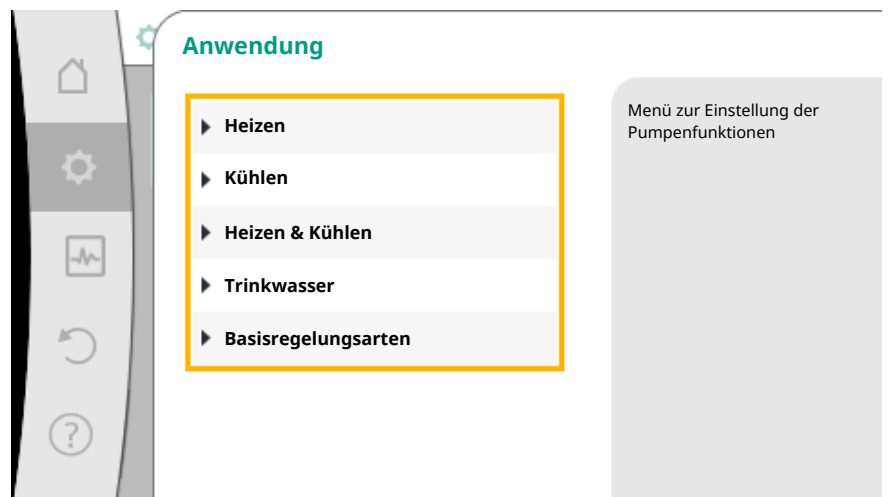 Anwendung
Heizen
Kühlen
Heizen & Kühlen
Trinkwasser
Basisregelungsarten
Menü zur Einstellung der
Pumpenfunktionen
?